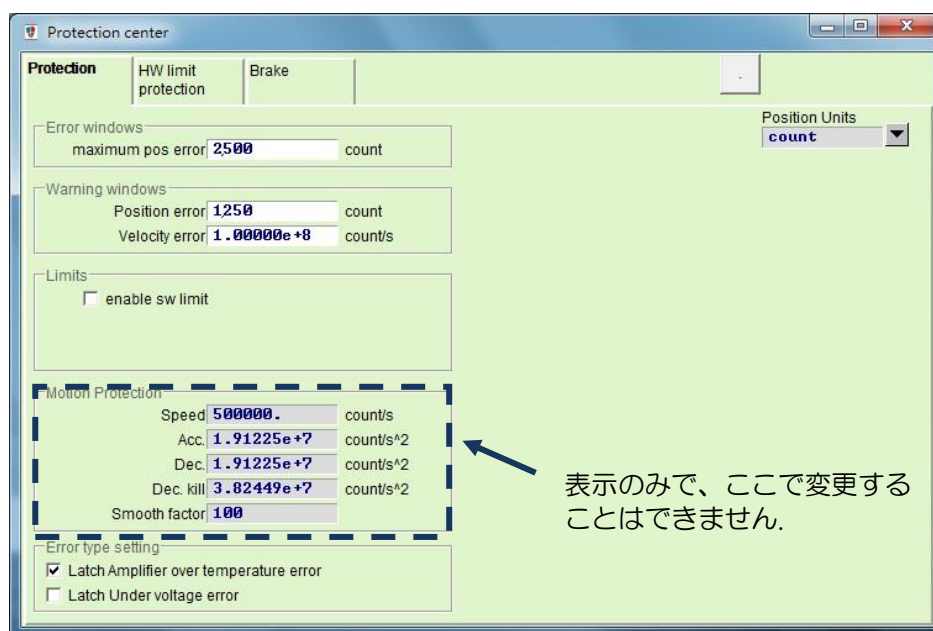 Protection center
Protection
HW limit
protection
Brake
.
Position Units
count
Error windows
maximum pos error 2,500 count
Warning windows
Position error 1,250 count
Velocity error 1.00000e+8 count/s
Limits
enable sw limit
Motion Protection
Speed 500000. count/s
Acc. 1.91225e+7 count/s^2
Dec. 1.91225e+7 count/s^2
Dec. kill 3.82449e+7 count/s^2
Smooth factor 100
表示のみで、ここで変更する
ことはできません.
Error type setting
Latch Amplifier over temperature error
Latch Under voltage error